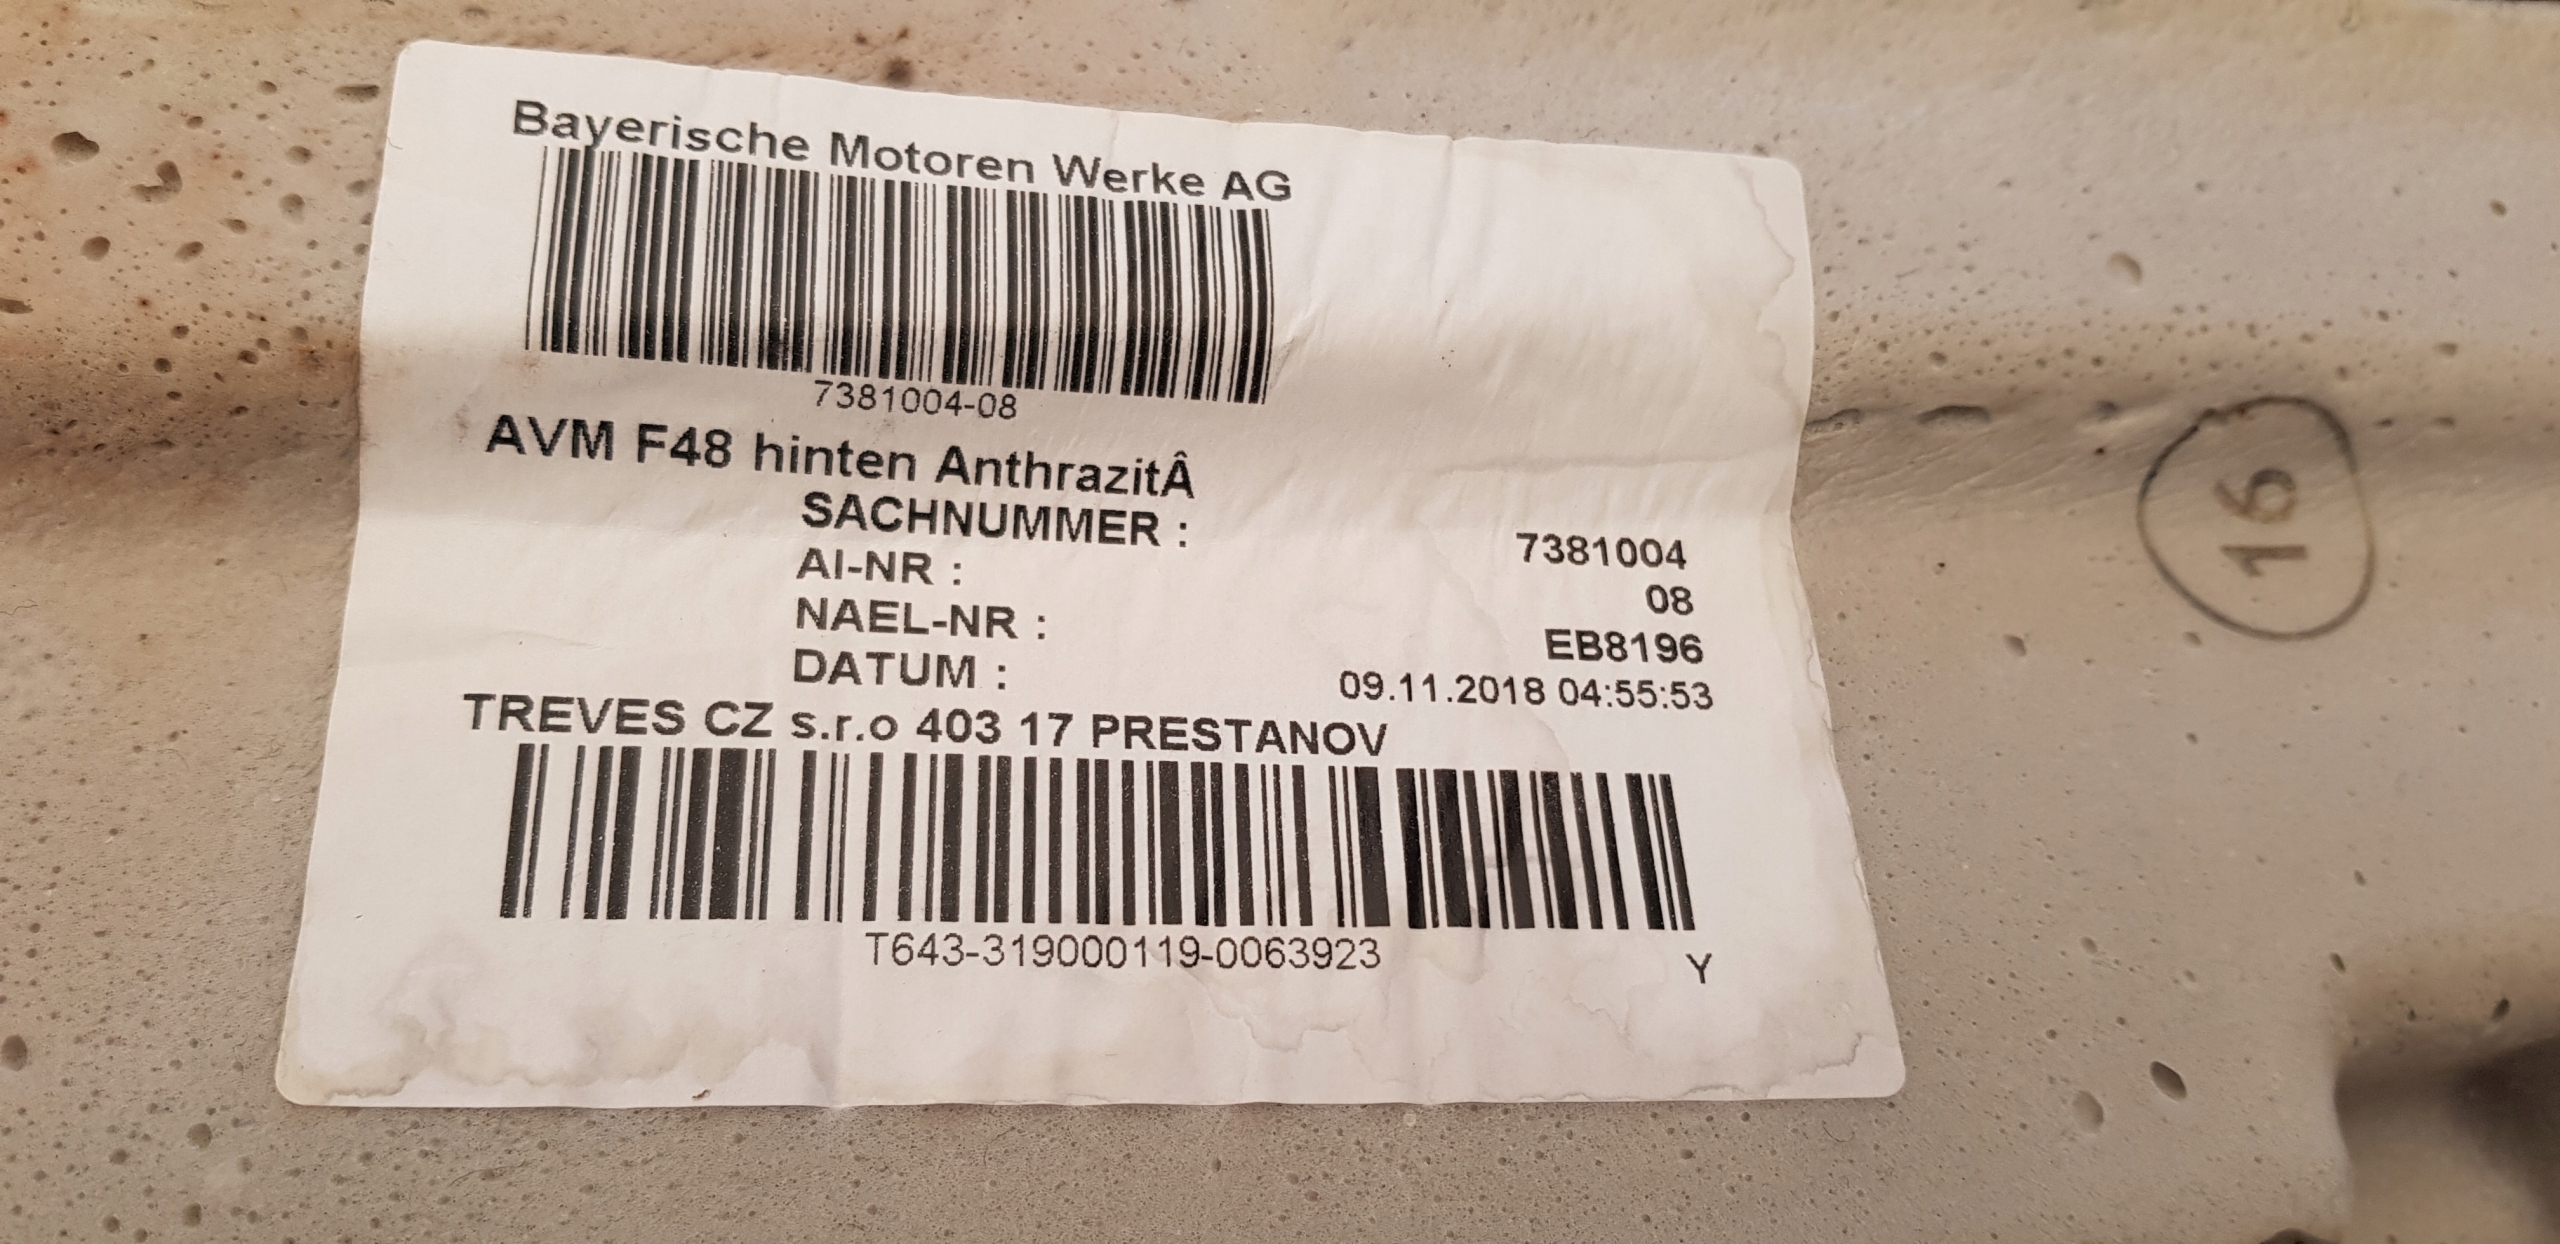 Bayerische Motoren Werke AG
7381004-08
AVM F48 hinten AnthrazitÂ
SACHNUMMER : 7381004
AI-NR : 08
NAEL-NR : EB8196
DATUM : 09.11.2018 04:55:53
TREVES CZ s.r.o 403 17 PRESTANOV
T643-319000119-0063923
Y
16